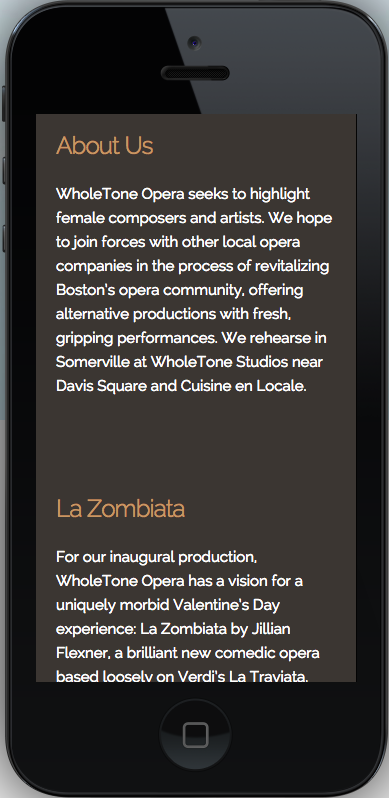 About Us
WholeTone Opera seeks to highlight
female composers and artists. We hope
to join forces with other local opera
companies in the process of revitalizing
Boston's opera community, offering
alternative productions with fresh,
gripping performances. We rehearse in
Somerville at WholeTone Studios near
Davis Square and Cuisine en Locale.
La Zombiata
For our inaugural production,
WholeTone Opera has a vision for a
uniquely morbid Valentine's Day
experience: La Zombiata by Jillian
Flexner, a brilliant new comedic opera
based loosely on Verdi's La Traviata.